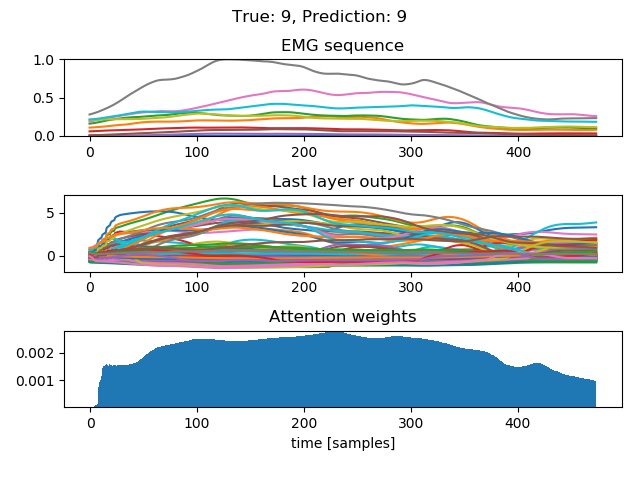 True: 9, Prediction: 9
EMG sequence
1.0
0.5
0.0
0 100 200 300 400
Last layer output
5
0
0 100 200 300 400
Attention weights
0.002
0.001
0 100 200 300 400
time [samples]